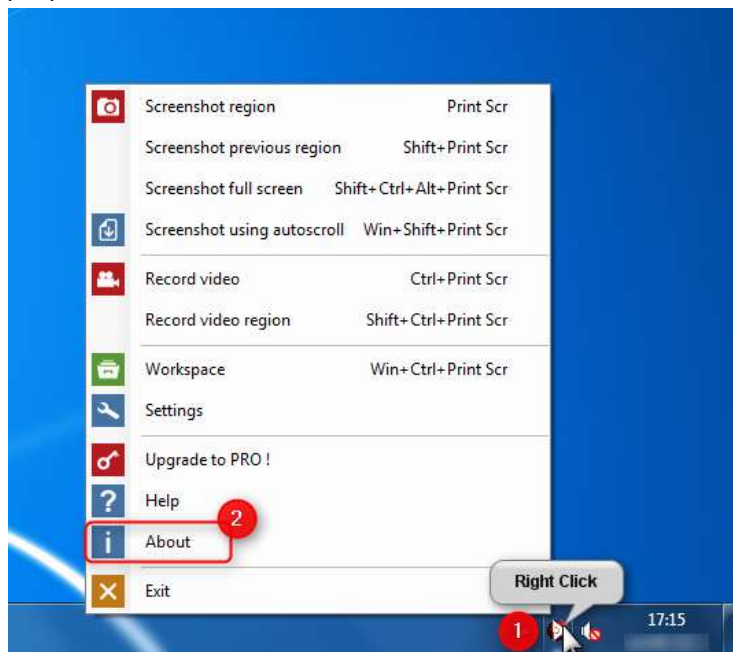 Screenshot region Print Scr
Screenshot previous region Shift+Print Scr
Screenshot full screen Shift+Ctrl+Alt+Print Scr
Screenshot using autoscroll Win+Shift+Print Scr
Record video Ctrl+Print Scr
Record video region Shift+Ctrl+Print Scr
Workspace Win+Ctrl+Print Scr
Settings
Upgrade to PRO !
Help
2
About
Exit
Right Click
1
17:15